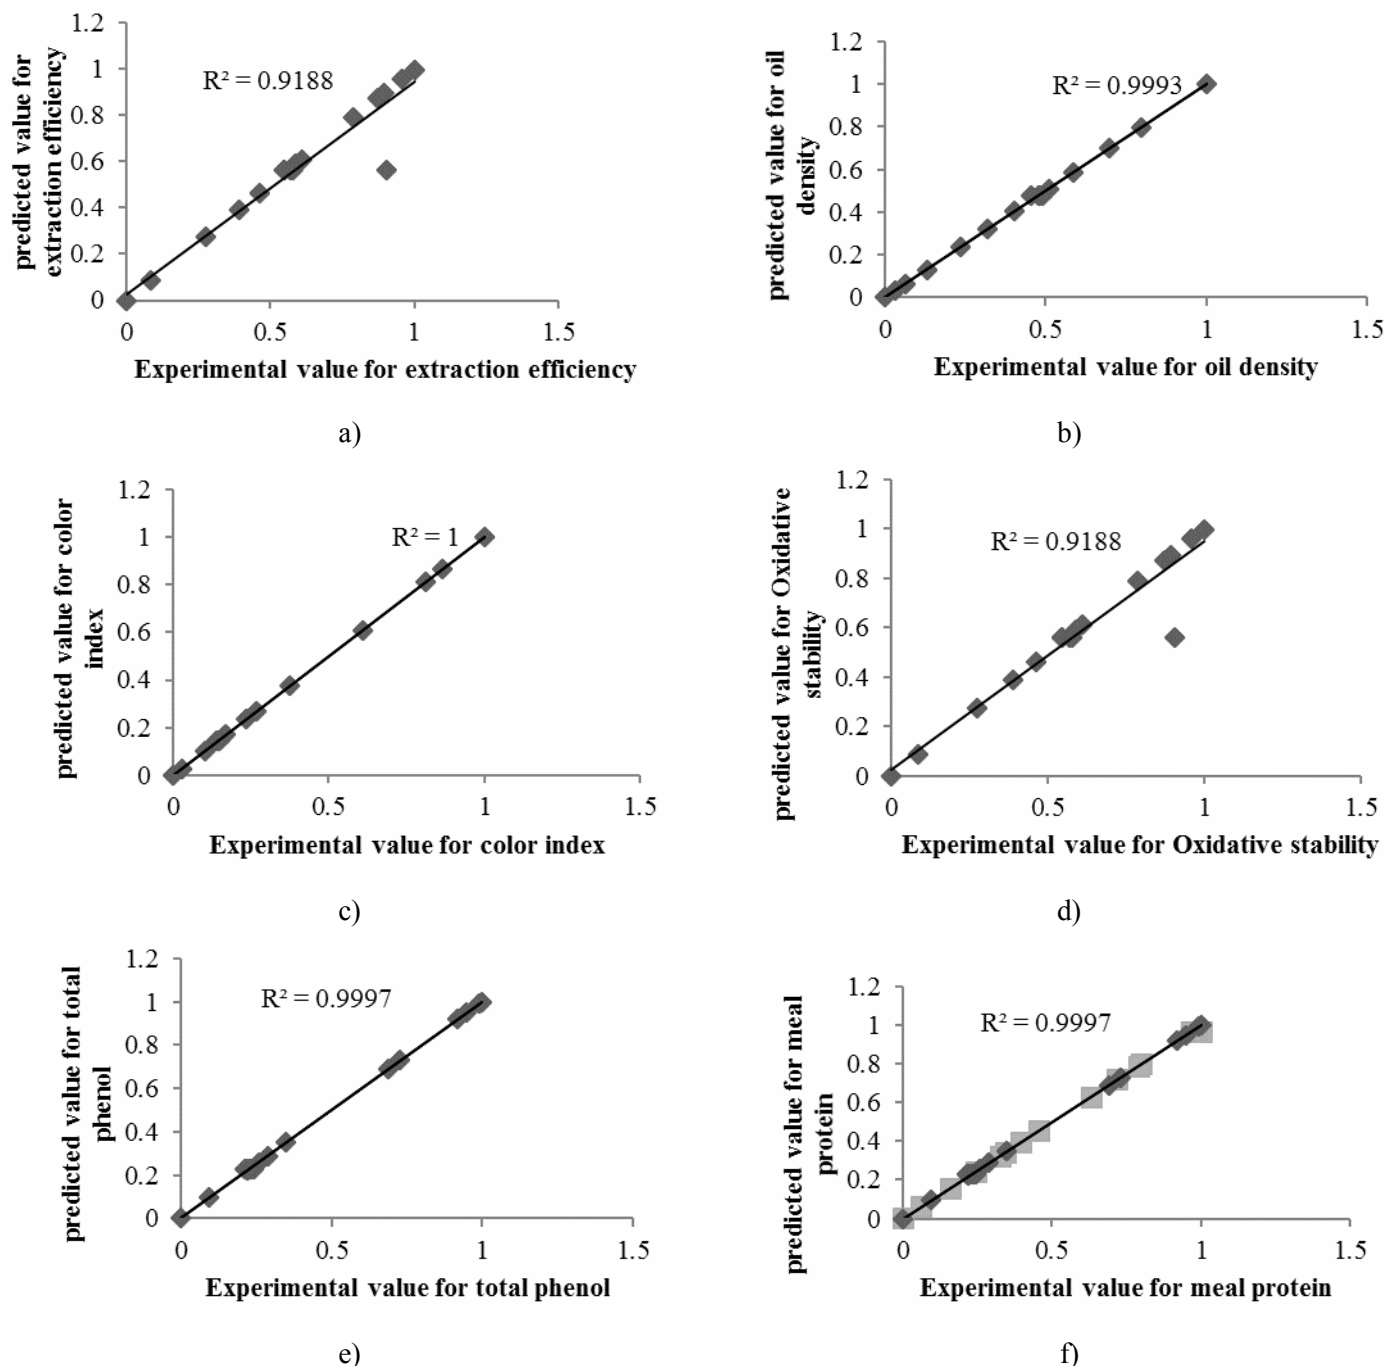 predicted value for
extraction efficiency
1.2
1
0.8
0.6
0.4
0.2
0
R² = 0.9188
0 0.5 1 1.5
Experimental value for extraction efficiency
a)
predicted value for oil
density
1.2
1
0.8
0.6
0.4
0.2
0
R² = 0.9993
0 0.5 1 1.5
Experimental value for oil density
b)
predicted value for color
index
1.2
1
0.8
0.6
0.4
0.2
0
R² = 1
0 0.5 1 1.5
Experimental value for color index
c)
predicted value for Oxidative
stability
1.2
1
0.8
0.6
0.4
0.2
0
R² = 0.9188
0 0.5 1 1.5
Experimental value for Oxidative stability
d)
predicted value for total
phenol
1.2
1
0.8
0.6
0.4
0.2
0
R² = 0.9997
0 0.5 1 1.5
Experimental value for total phenol
e)
predicted value for meal
protein
1.2
1
0.8
0.6
0.4
0.2
0
R² = 0.9997
0 0.5 1 1.5
Experimental value for meal protein
f)